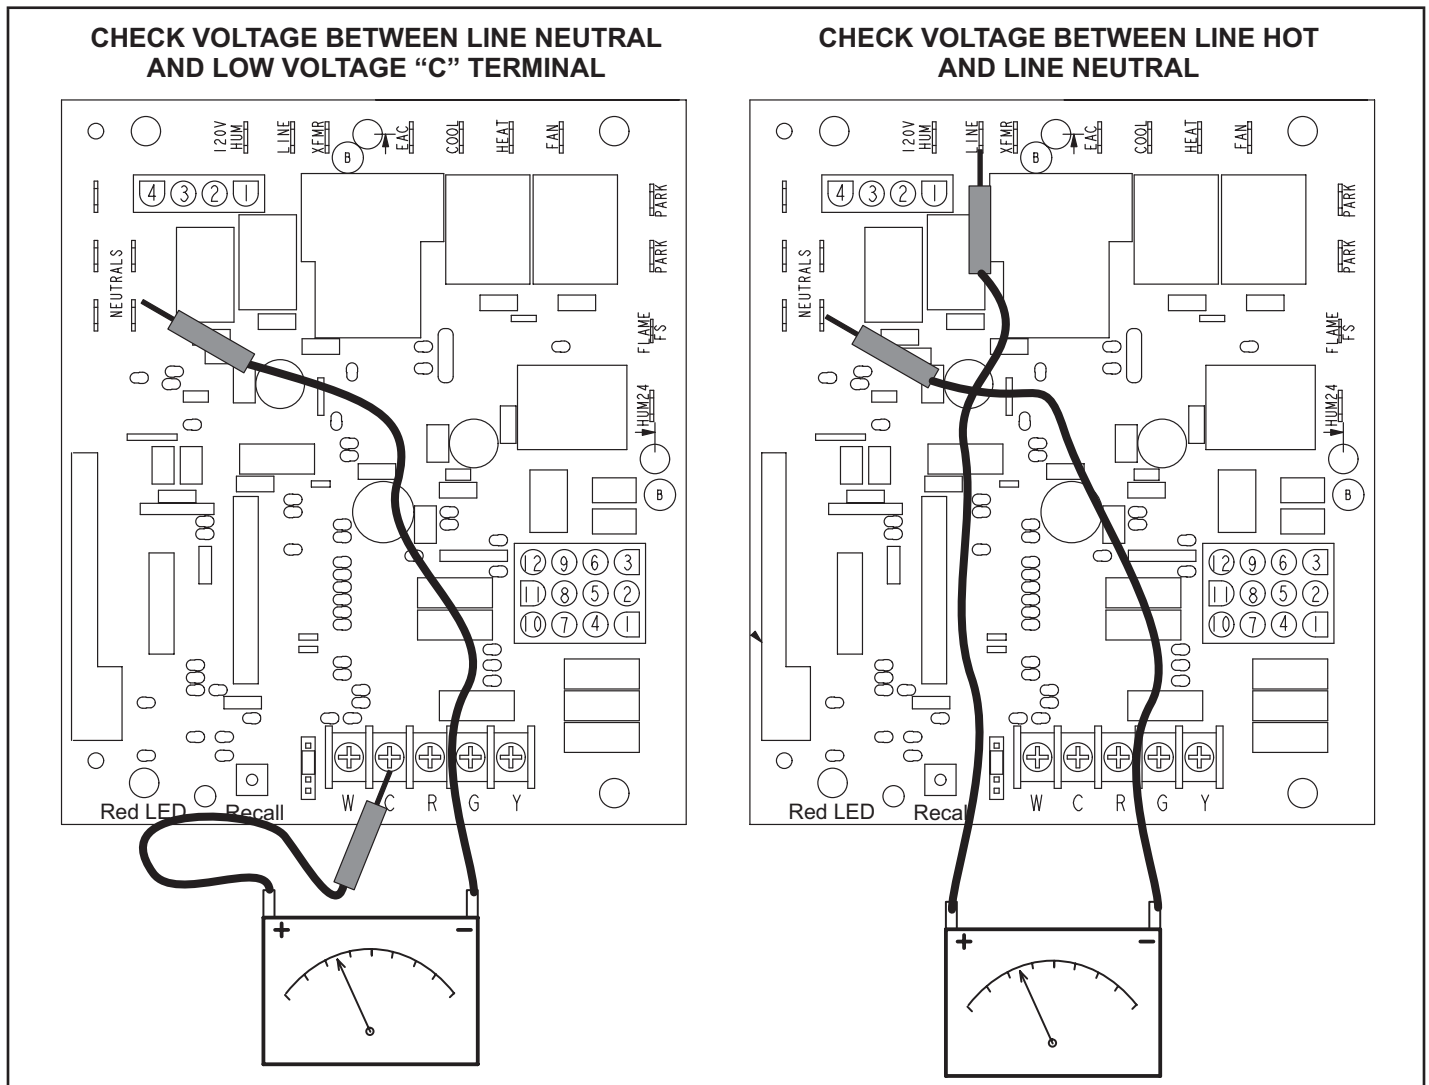 CHECK VOLTAGE BETWEEN LINE NEUTRAL
AND LOW VOLTAGE “C” TERMINAL
120V
HUM
LINE
XFMR
B
EAC
COOL
HEAT
FAN
4 3 2 1
PARK
PARK
NEUTRALS
FLAME
FS
HUM24
B
12 9 6 3
11 8 5 2
10 7 4 1
W C R G Y
Red LED
Recall
+ −
CHECK VOLTAGE BETWEEN LINE HOT
AND LINE NEUTRAL
120V
HUM
LINE
XFMR
B
EAC
COOL
HEAT
FAN
4 3 2 1
PARK
PARK
NEUTRALS
FLAME
FS
HUM24
B
12 9 6 3
11 8 5 2
10 7 4 1
W C R G Y
Red LED
Recal
+ −